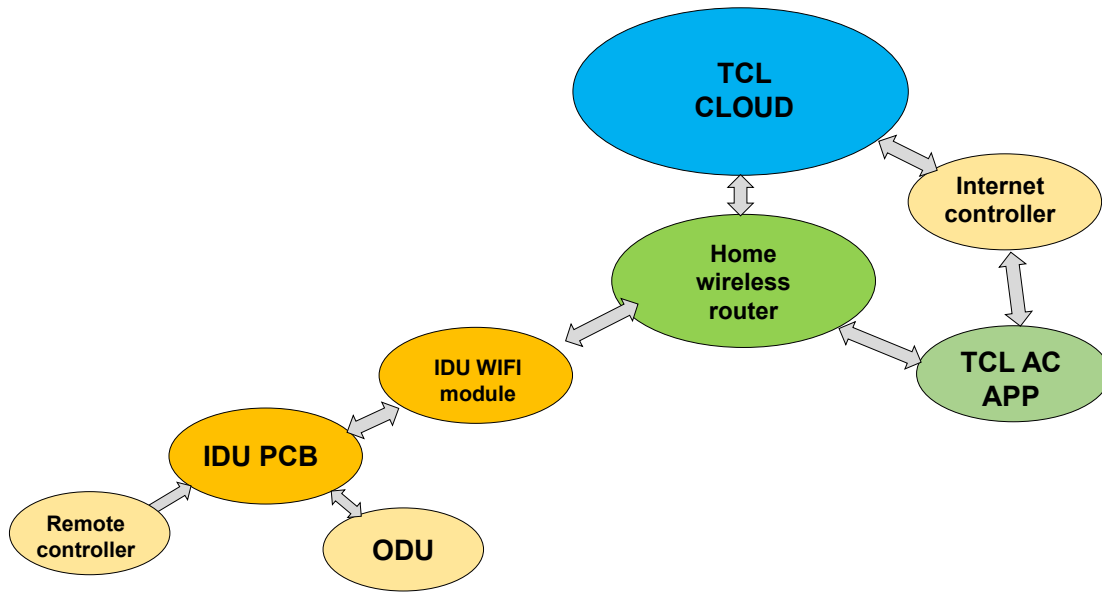 TCL
CLOUD
Internet
controller
Home
wireless
router
TCL AC
APP
IDU WIFI
module
IDU PCB
Remote
controller
ODU